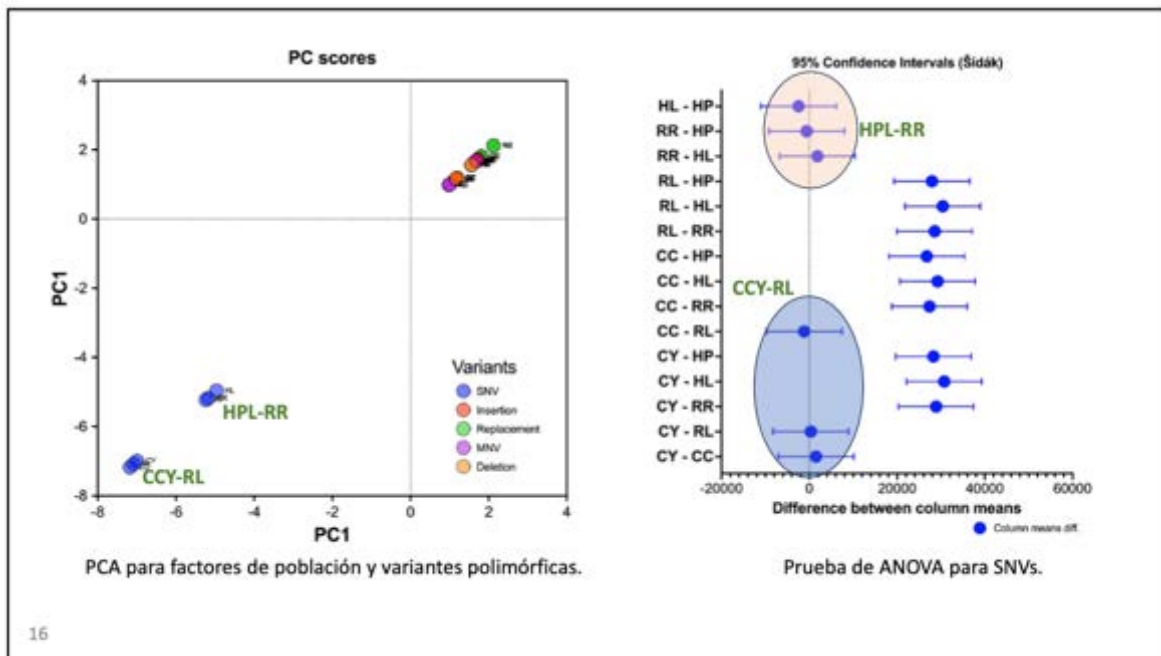 PC scores
4
2
0
-2
-4
-6
-8
PC1
HL
HPL-RR
CY
CCY-RL
Variants
SNV
Insertion
Replacement
MNV
Deletion
-8 -6 -4 -2 0 2 4
PC1
PCA para factores de población y variantes polimórficas.
95% Confidence Intervals (Šídák)
HL - HP
RR - HP
HPL-RR
RR - HL
RL - HP
RL - HL
RL - RR
CC - HP
CC - HL
CCY-RL
CC - RR
CC - RL
CY - HP
CY - HL
CY - RR
CY - RL
CY - CC
-20000 0 20000 40000 60000
Difference between column means
Column means diff.
Prueba de ANOVA para SNVs.
16